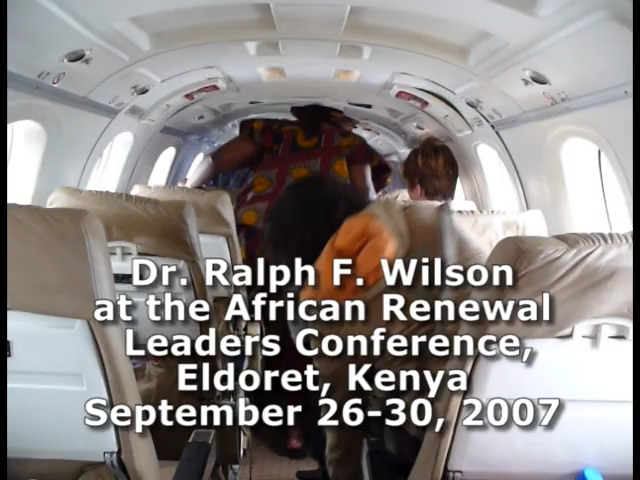 Dr. Ralph F. Wilson
at the African Renewal
Leaders Conference,
Eldoret, Kenya
September 26-30, 2007